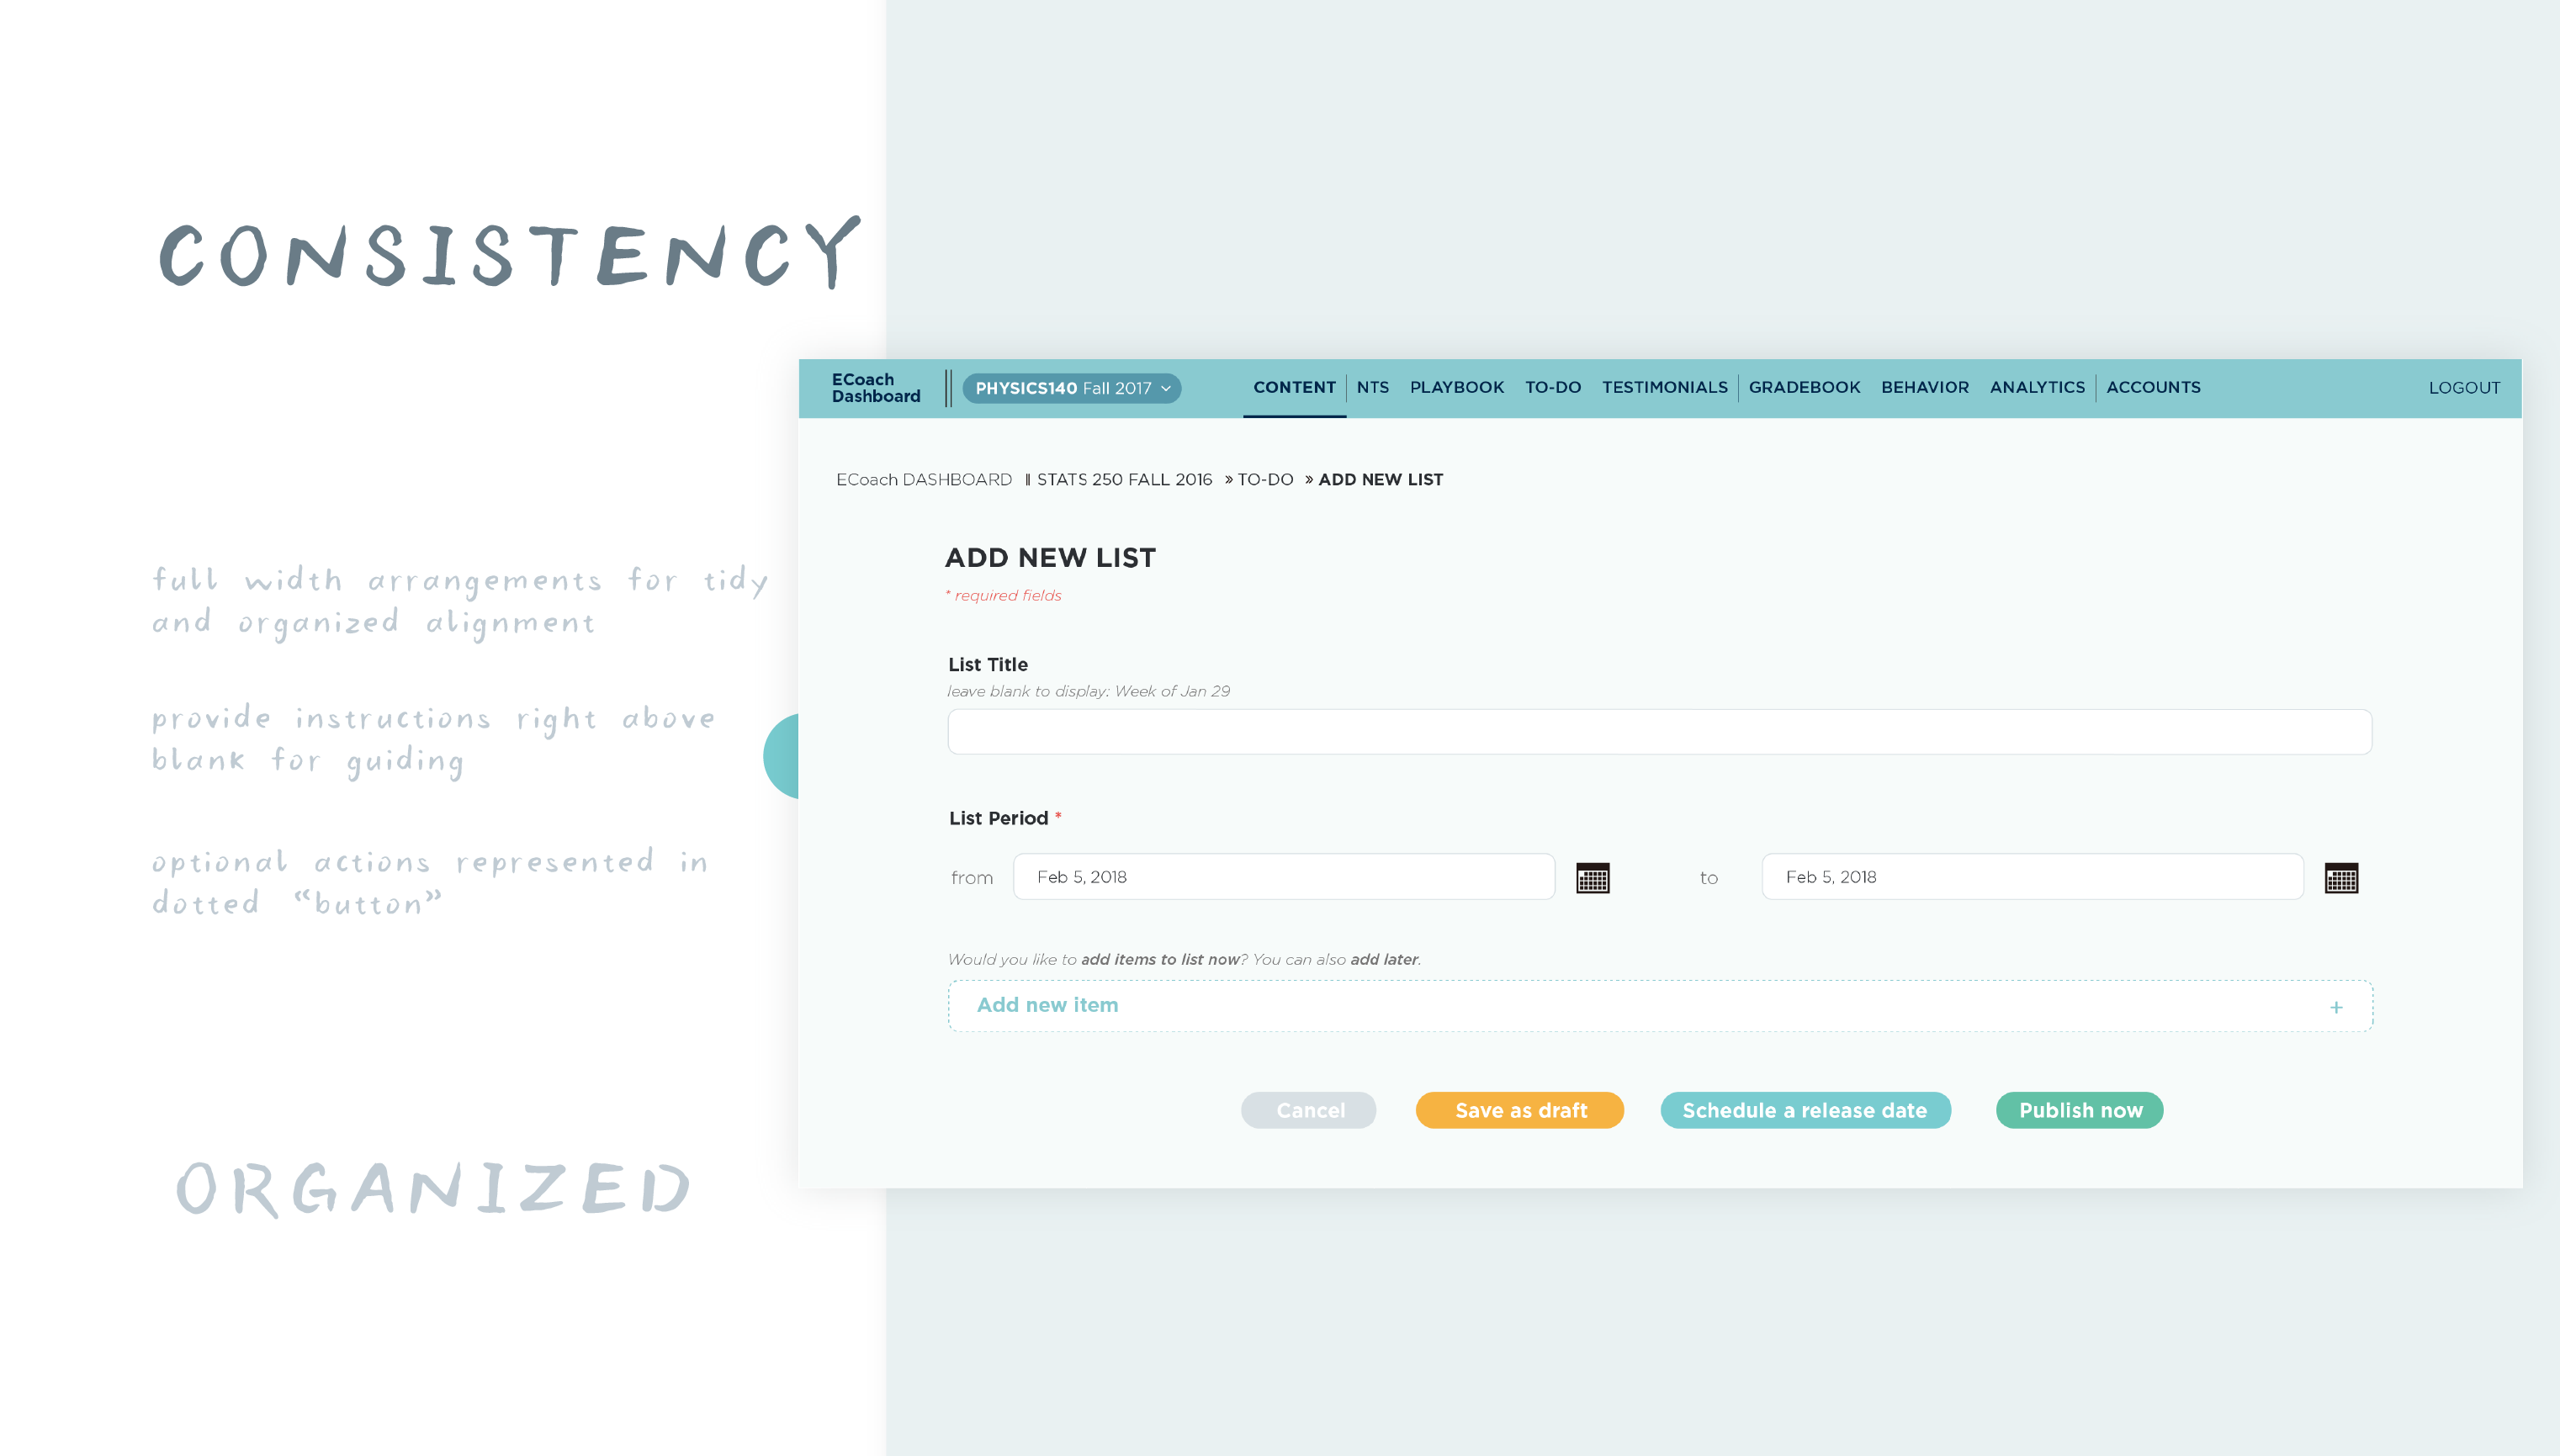 CONSISTENCY
full width arrangements for tidy
and organized alignment
provide instructions right above
blank for guiding
optional actions represented in
dotted “button”
ORGANIZED
ECoach
Dashboard
PHYSICS140 Fall 2017
CONTENT NTS PLAYBOOK TO-DO TESTIMONIALS GRADEBOOK BEHAVIOR ANALYTICS ACCOUNTS LOGOUT
ECoach DASHBOARD || STATS 250 FALL 2016 » TO-DO » ADD NEW LIST
ADD NEW LIST
* required fields
List Title
leave blank to display: Week of Jan 29
List Period *
from Feb 5, 2018 to Feb 5, 2018
Would you like to add items to list now? You can also add later.
Add new item +
Cancel Save as draft Schedule a release date Publish now